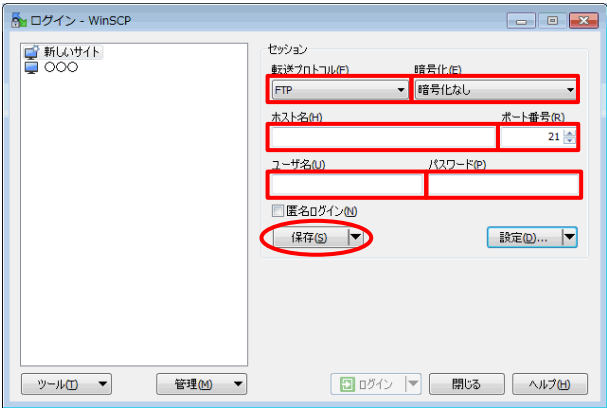 ログイン - WinSCP
新しいサイト
○○○
セッション
転送プロトコル(F)
暗号化(E)
FTP
暗号化なし
ホスト名(H)
ポート番号(R)
21
ユーザ名(U)
パスワード(P)
匿名ログイン(N)
保存(S)
設定(D)...
ツール(T)
管理(M)
ログイン
閉じる
ヘルプ(H)